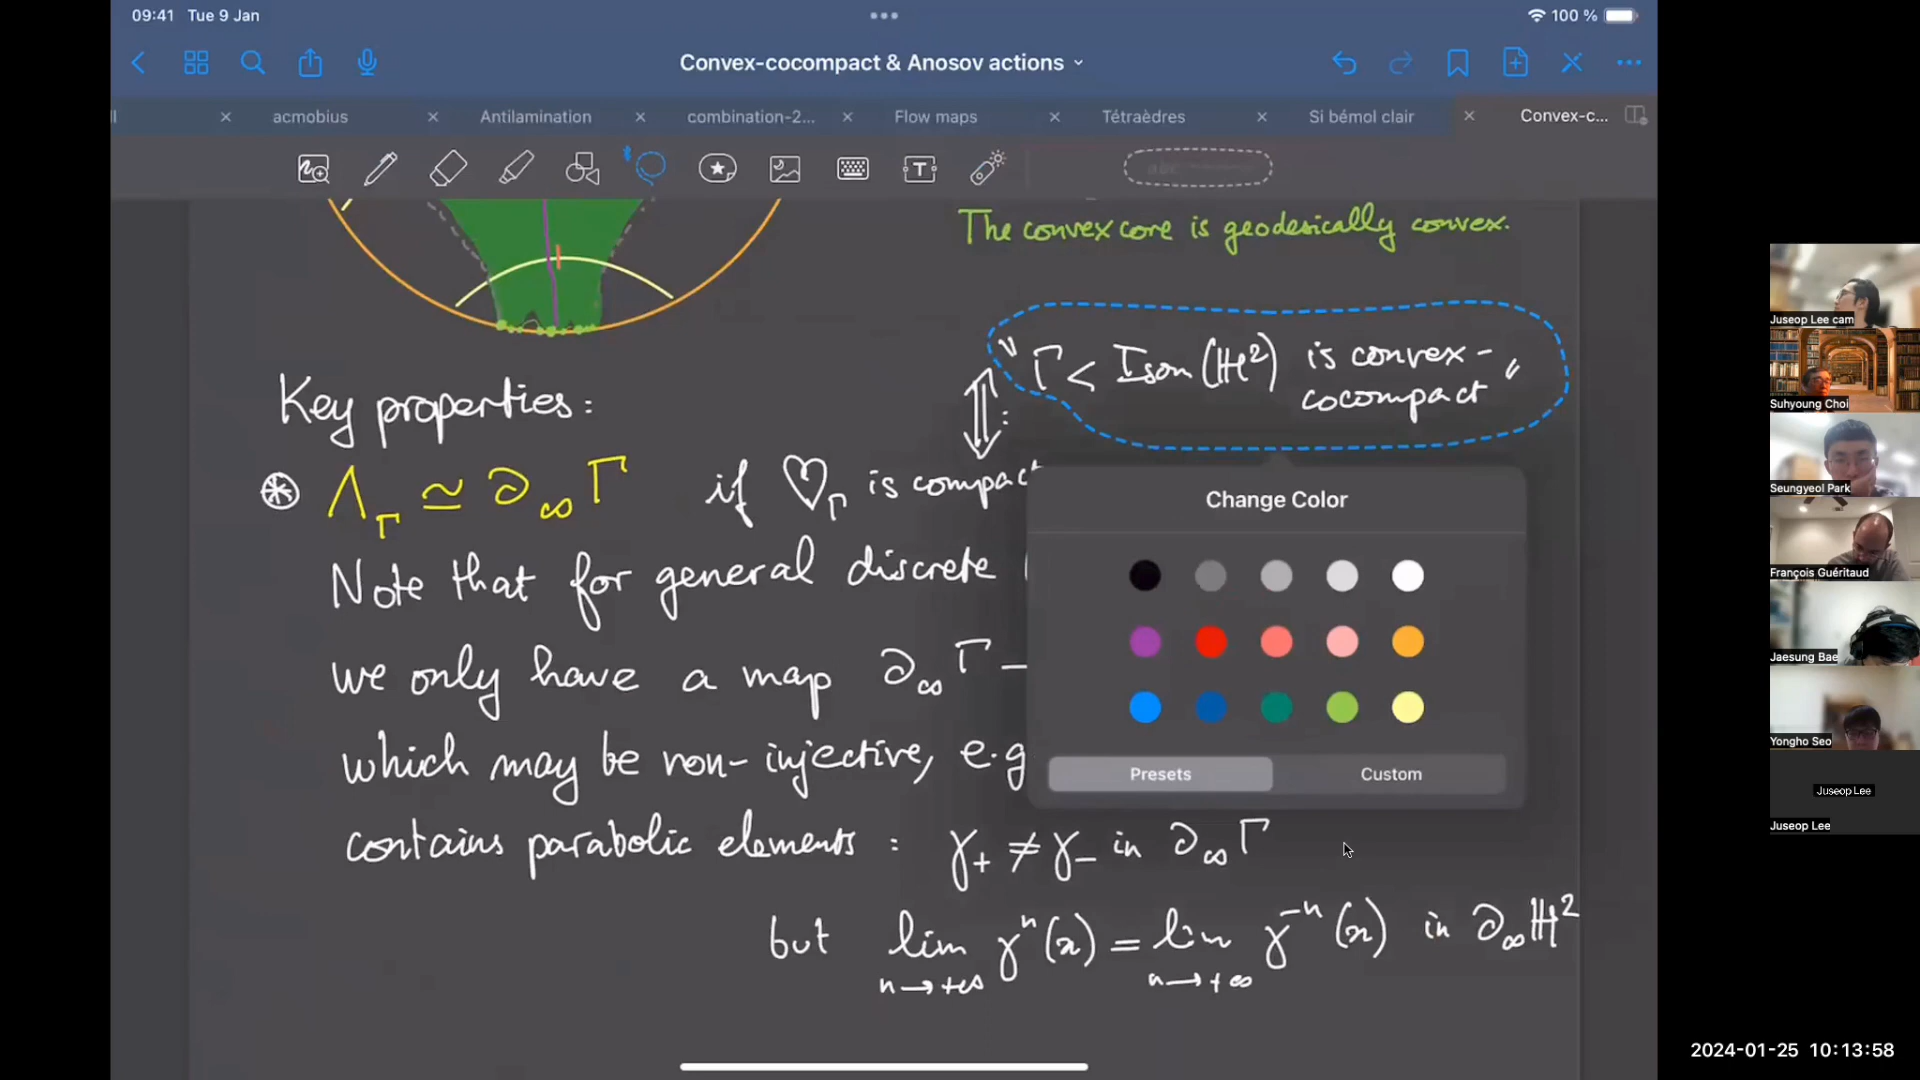 09:41 Tue 9 Jan
100 %
Convex-cocompact & Anosov actions
acmobius
Antilamination
combination-2...
Flow maps
Tétraèdres
Si bémol clair
Convex-c...
The convex core is geodesically convex.
" Γ < Isom (ℍ²) is convex-
cocompact "
⇕ :
Key properties :
⊛ Λ_Γ ≃ ∂_∞ Γ if ♡_Γ is compact
Note that for general discrete
we only have a map ∂_∞ Γ –
which may be non-injective, e.g
contains parabolic elements : γ₊ ≠ γ₋ in ∂_∞ Γ
but lim_{n→+∞} γⁿ(x) = lim_{n→+∞} γ⁻ⁿ(x) in ∂_∞ ℍ²
Change Color
Presets
Custom
Juseop Lee cam
Suhyoung Choi
Seungyeol Park
François Guéritaud
Jaesung Bae
Yongho Seo
Juseop Lee
Juseop Lee
2024-01-25 10:13:58